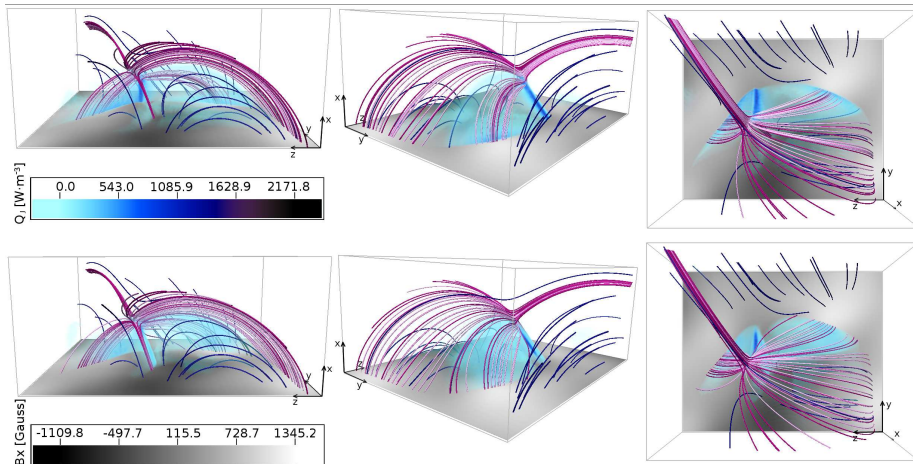 x
y
z
x
z
y
y
z
x
Q_j [W·m⁻³]
0.0 543.0 1085.9 1628.9 2171.8
x
y
z
x
z
y
y
z
x
Bx [Gauss]
-1109.8 -497.7 115.5 728.7 1345.2